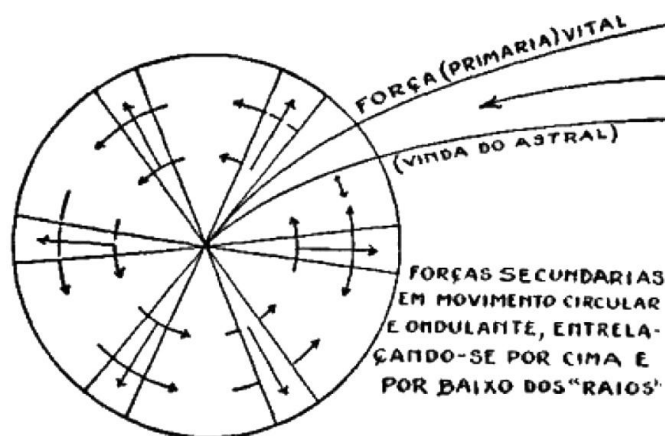 FORÇA (PRIMARIA) VITAL
(VINDA DO ASTRAL)
FORÇAS SECUNDARIAS
EM MOVIMENTO CIRCULAR
E ONDULANTE, ENTRELA-
ÇANDO-SE POR CIMA E
POR BAIXO DOS "RAIOS"